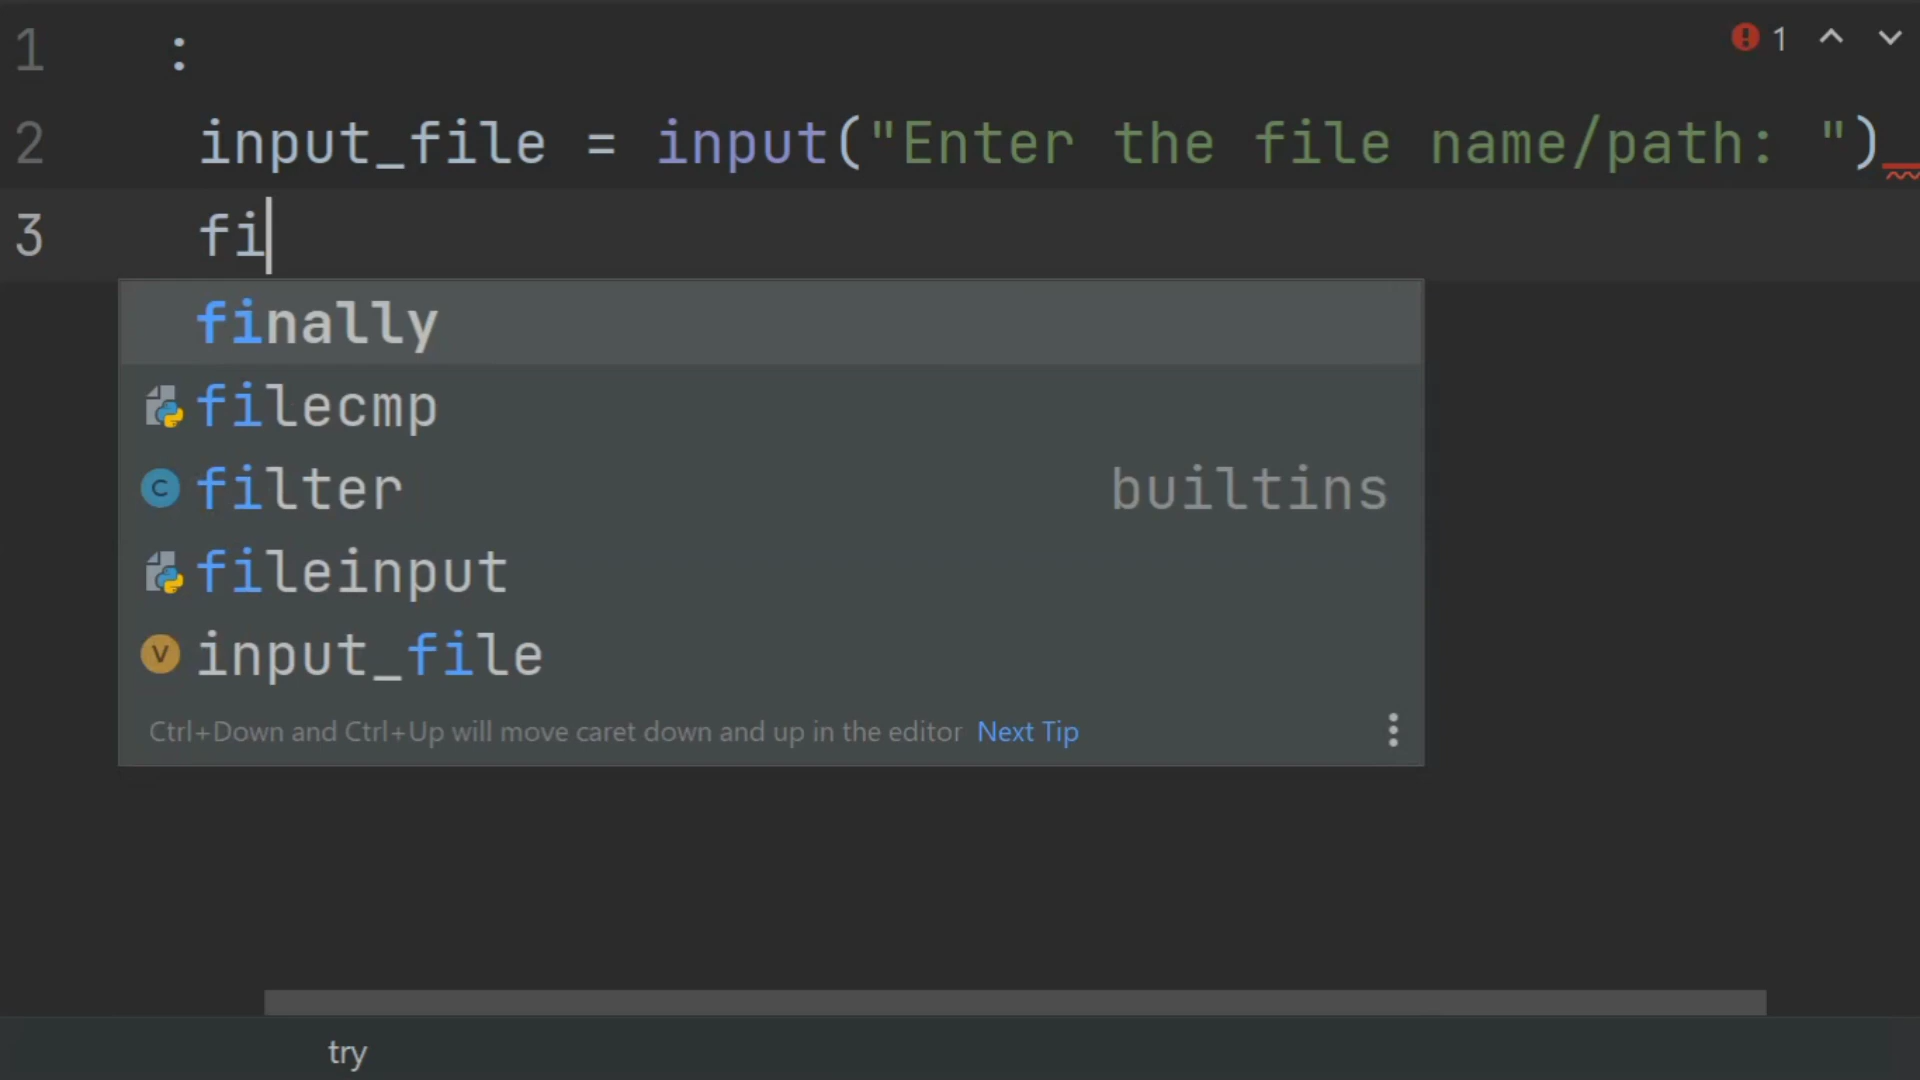 1 :
1
2 input_file = input("Enter the file name/path: ")
3 fi
finally
filecmp
C filter builtins
fileinput
V input_file
Ctrl+Down and Ctrl+Up will move caret down and up in the editor Next Tip
try